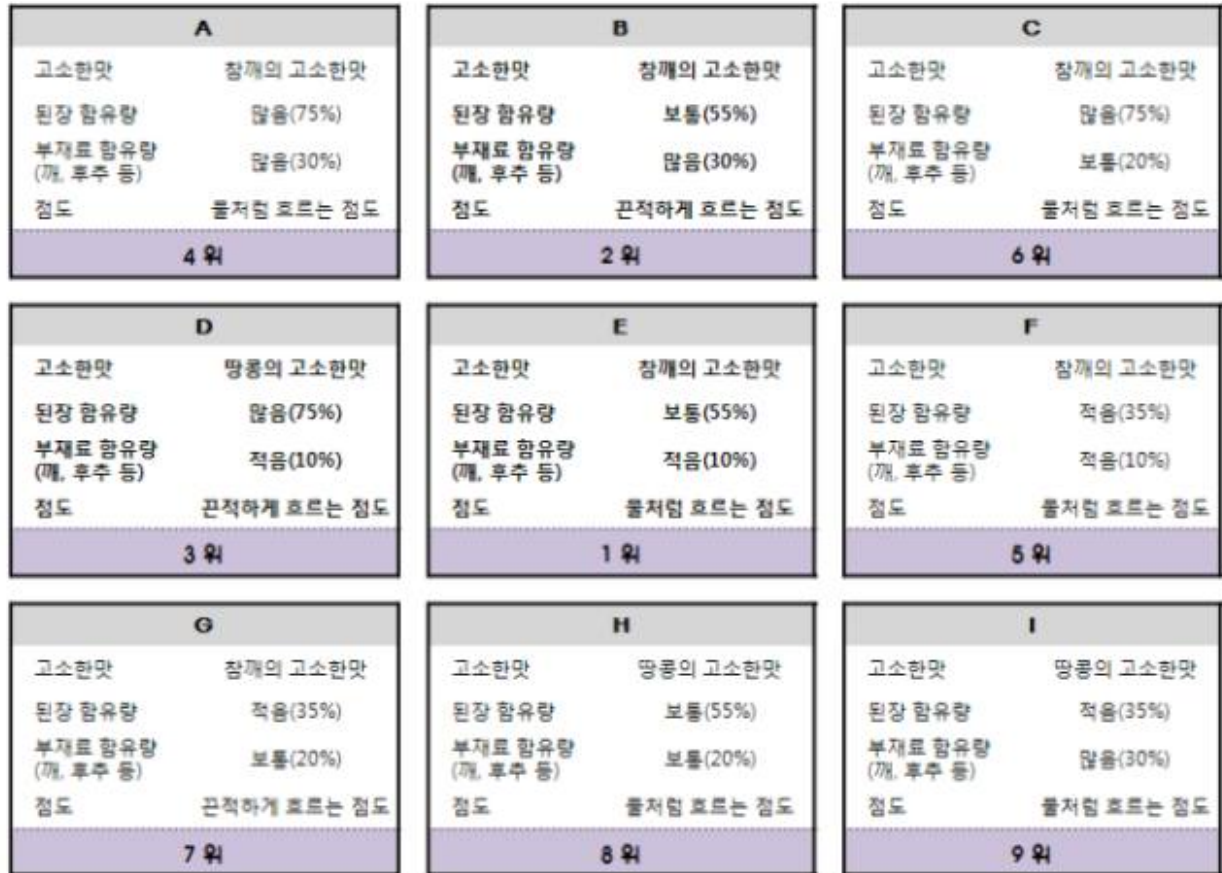 A
고소한맛 참깨의 고소한맛
된장 함유량 많음(75%)
부재료 함유량
(깨, 후추 등) 많음(30%)
점도 물처럼 흐르는 점도
4 위
B
고소한맛 참깨의 고소한맛
된장 함유량 보통(55%)
부재료 함유량
(깨, 후추 등) 많음(30%)
점도 끈적하게 흐르는 점도
2 위
C
고소한맛 참깨의 고소한맛
된장 함유량 많음(75%)
부재료 함유량
(깨, 후추 등) 보통(20%)
점도 물처럼 흐르는 점도
6 위
D
고소한맛 땅콩의 고소한맛
된장 함유량 많음(75%)
부재료 함유량
(깨, 후추 등) 적음(10%)
점도 끈적하게 흐르는 점도
3 위
E
고소한맛 참깨의 고소한맛
된장 함유량 보통(55%)
부재료 함유량
(깨, 후추 등) 적음(10%)
점도 물처럼 흐르는 점도
1 위
F
고소한맛 참깨의 고소한맛
된장 함유량 적음(35%)
부재료 함유량
(깨, 후추 등) 적음(10%)
점도 물처럼 흐르는 점도
5 위
G
고소한맛 참깨의 고소한맛
된장 함유량 적음(35%)
부재료 함유량
(깨, 후추 등) 보통(20%)
점도 끈적하게 흐르는 점도
7 위
H
고소한맛 땅콩의 고소한맛
된장 함유량 보통(55%)
부재료 함유량
(깨, 후추 등) 보통(20%)
점도 물처럼 흐르는 점도
8 위
I
고소한맛 땅콩의 고소한맛
된장 함유량 적음(35%)
부재료 함유량
(깨, 후추 등) 많음(30%)
점도 물처럼 흐르는 점도
9 위